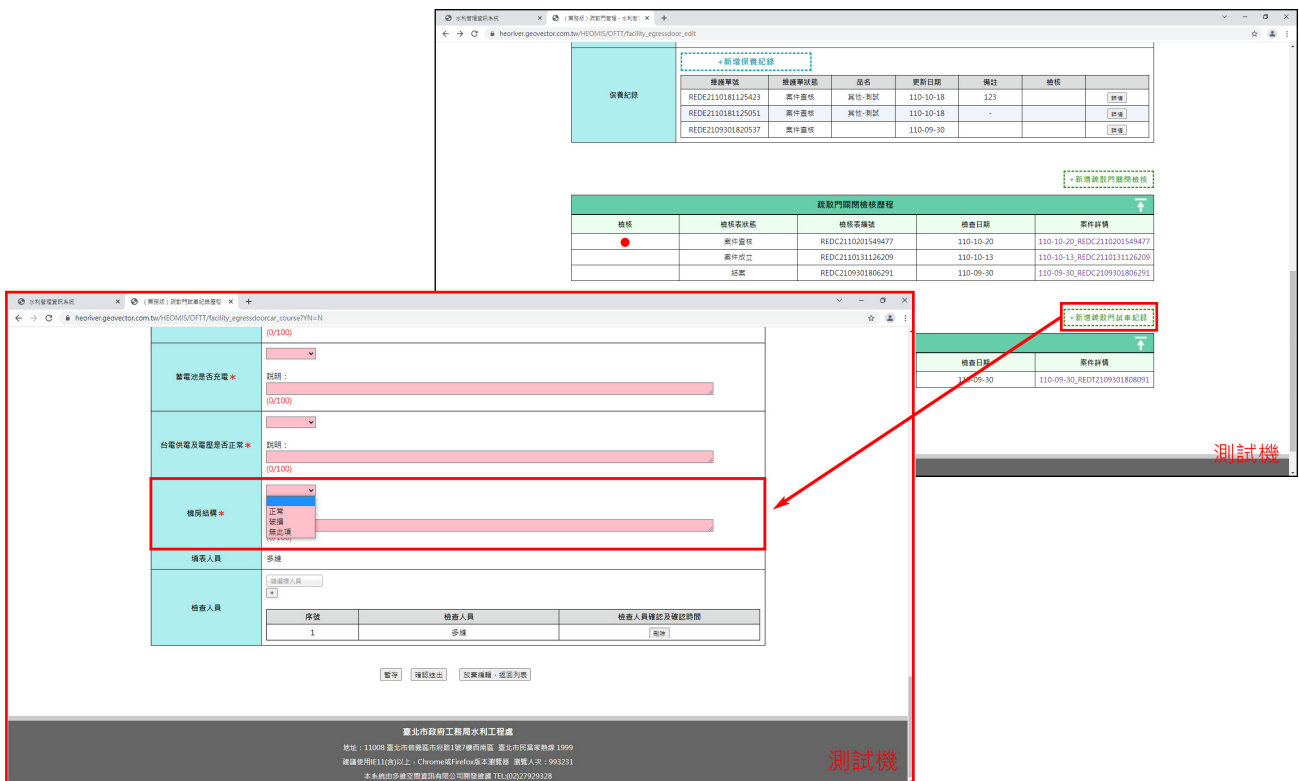 水利管理資訊系統
(業務版)疏散門管理 - 水利管
heoriver.geovector.com.tw/HEOMIS/OFTT/facility_egressdoor_edit
保養紀錄
+新增保養紀錄
維護單號 維護單狀態 品名 更新日期 備註 檢核
REDE2110181125423 案件查核 其他-測試 110-10-18 123 詳細
REDE2110181125051 案件查核 其他-測試 110-10-18 - 詳細
REDE2109301820537 案件查核 110-09-30 詳細
+新增疏散門關閉檢核
疏散門關閉檢核歷程
檢核 檢核表狀態 檢核表編號 檢查日期 案件詳情
案件查核 REDC2110201549477 110-10-20 110-10-20_REDC2110201549477
案件成立 REDC2110131126209 110-10-13 110-10-13_REDC2110131126209
結案 REDC2109301806291 110-09-30 110-09-30_REDC2109301806291
+新增疏散門試車紀錄
檢查日期 案件詳情
110-09-30 110-09-30_REDT2109301808091
測試機
水利管理資訊系統
(業務版)疏散門試車紀錄歷程
heoriver.geovector.com.tw/HEOMIS/OFTT/facility_egressdoorcar_course?YN=N
(0/100)
蓄電池是否充電*
說明:
(0/100)
台電供電及電壓是否正常*
說明:
(0/100)
機房結構*
正常
破損
無此項
(0/100)
填表人員 多維
檢查人員
請選擇人員
+
序號 檢查人員 檢查人員確認及確認時間
1 多維 刪除
暫存 確認送出 放棄編輯,返回列表
臺北市政府工務局水利工程處
地址:11008 臺北市信義區市府路1號7樓西南區 臺北市民當家熱線 1999
建議使用IE11(含)以上、Chrome或Firefox版本瀏覽器 瀏覽人次:993231
本系統由多維空間資訊有限公司開發維護 TEL:(02)27929328
測試機